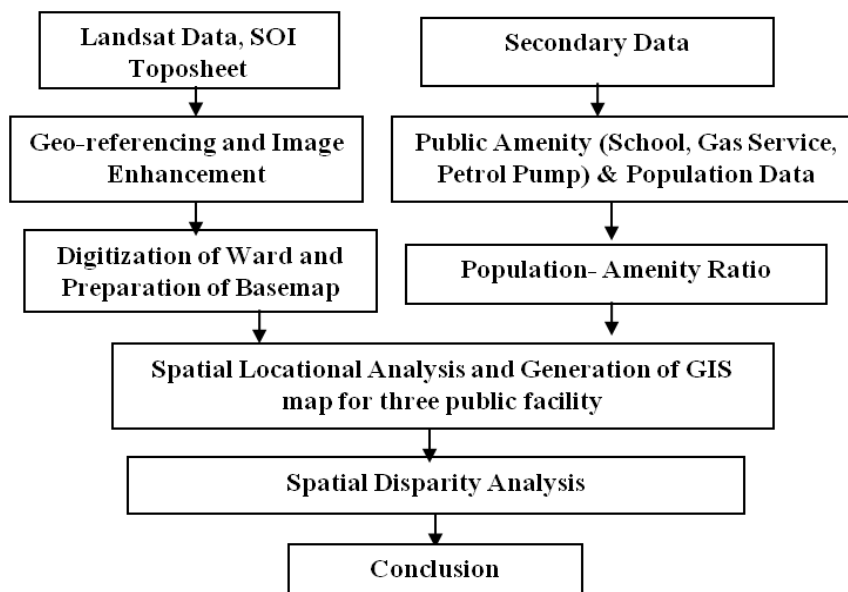 Landsat Data, SOI
Toposheet
Secondary Data
Geo-referencing and Image
Enhancement
Public Amenity (School, Gas Service,
Petrol Pump) & Population Data
Digitization of Ward and
Preparation of Basemap
Population- Amenity Ratio
Spatial Locational Analysis and Generation of GIS
map for three public facility
Spatial Disparity Analysis
Conclusion